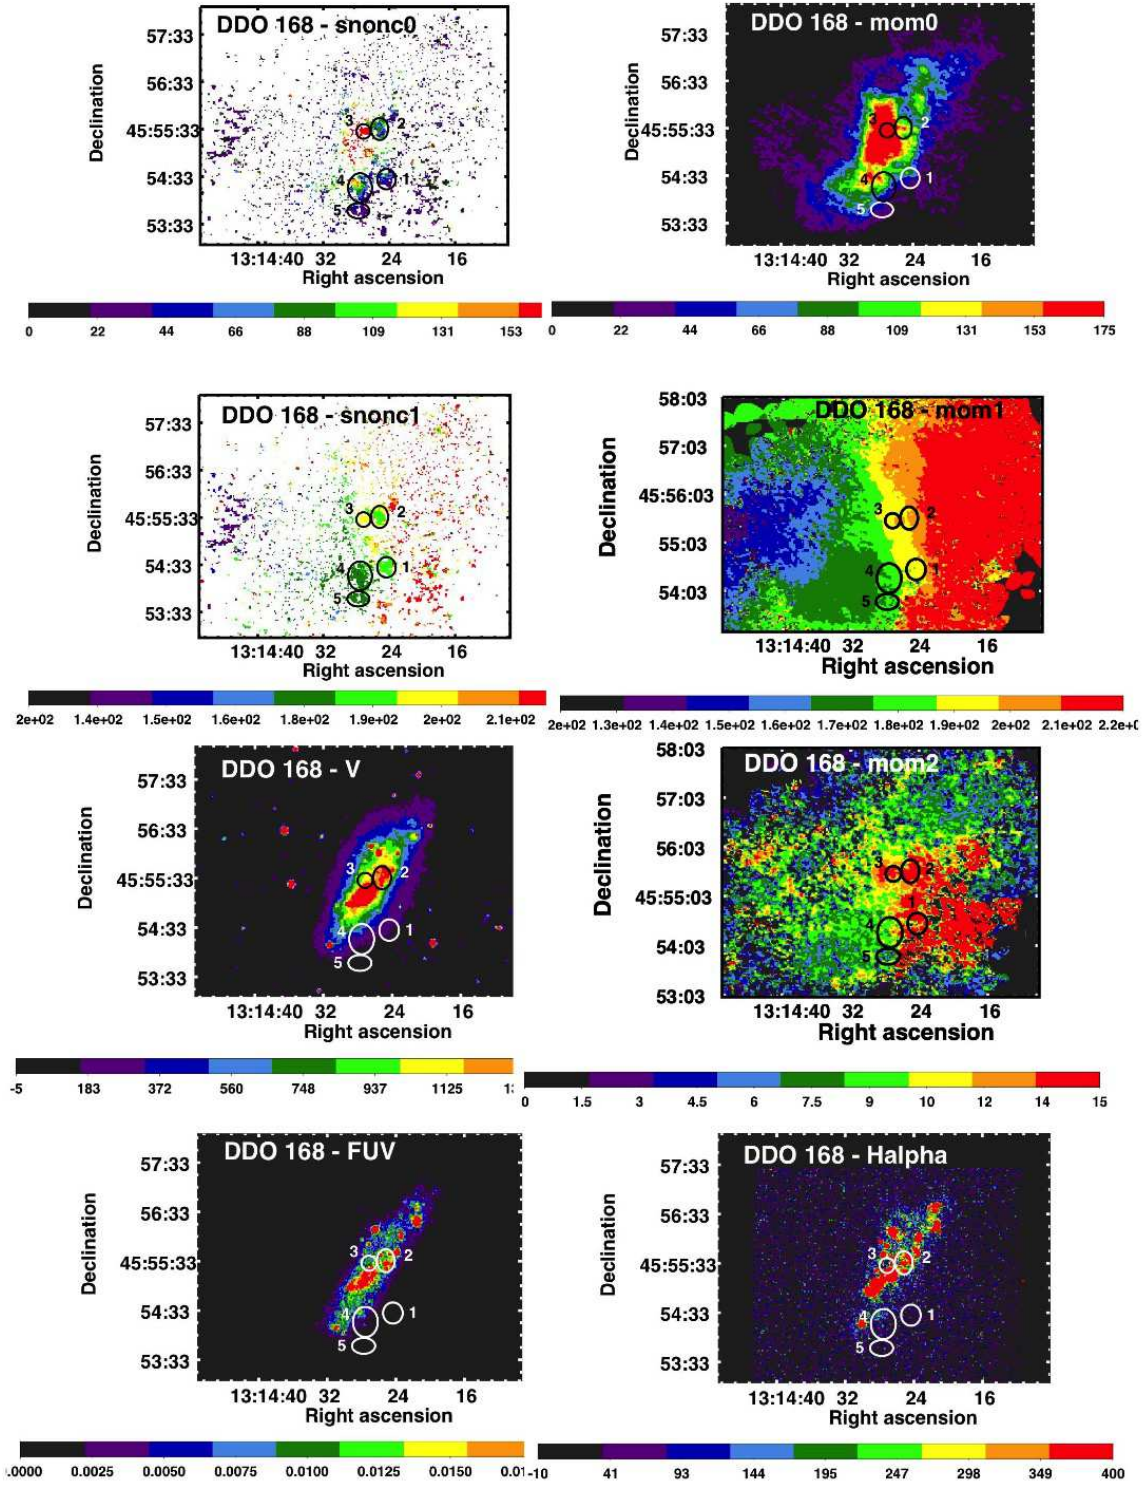 DDO 168 - snonc0
57:33
56:33
45:55:33
54:33
53:33
Declination
3 2
4 1
5
13:14:40 32 24 16
Right ascension
0 22 44 66 88 109 131 153
DDO 168 - mom0
57:33
56:33
45:55:33
54:33
53:33
Declination
3 2
4 1
5
13:14:40 32 24 16
Right ascension
0 22 44 66 88 109 131 153 175
DDO 168 - snonc1
57:33
56:33
45:55:33
54:33
53:33
Declination
3 2
4 1
5
13:14:40 32 24 16
Right ascension
2e+02 1.4e+02 1.5e+02 1.6e+02 1.8e+02 1.9e+02 2e+02 2.1e+02
DDO 168 - mom1
58:03
57:03
45:56:03
55:03
54:03
Declination
3 2
4 1
5
13:14:40 32 24 16
Right ascension
2e+02 1.3e+02 1.4e+02 1.5e+02 1.6e+02 1.7e+02 1.8e+02 1.9e+02 2e+02 2.1e+02 2.2e+0
DDO 168 - V
57:33
56:33
45:55:33
54:33
53:33
Declination
3 2
4 1
5
13:14:40 32 24 16
Right ascension
-5 183 372 560 748 937 1125 13
DDO 168 - mom2
58:03
57:03
56:03
45:55:03
54:03
53:03
Declination
3 2
1
4
5
13:14:40 32 24 16
Right ascension
0 1.5 3 4.5 6 7.5 9 10 12 14 15
DDO 168 - FUV
57:33
56:33
45:55:33
54:33
53:33
Declination
3 2
4 1
5
13:14:40 32 24 16
Right ascension
.0000 0.0025 0.0050 0.0075 0.0100 0.0125 0.0150 0.01
DDO 168 - Halpha
57:33
56:33
45:55:33
54:33
53:33
Declination
3 2
4 1
5
13:14:40 32 24 16
Right ascension
-10 41 93 144 195 247 298 349 400